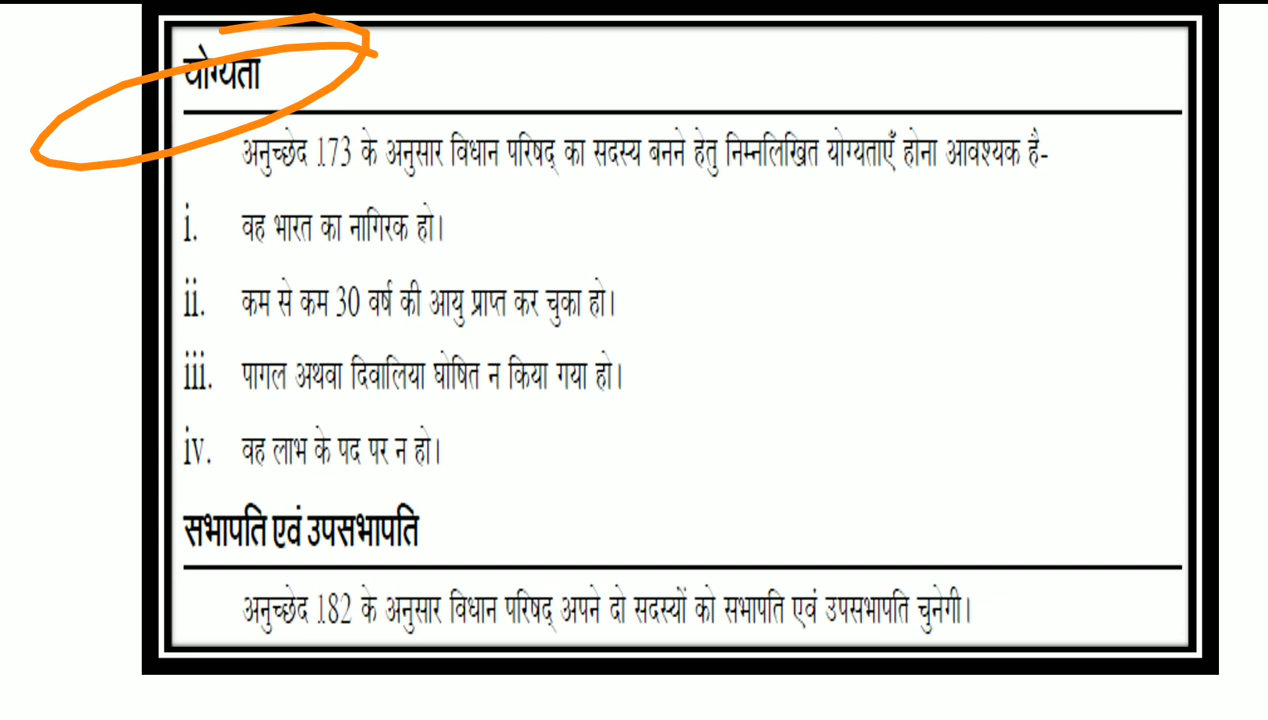 योग्यता
अनुच्छेद 173 के अनुसार विधान परिषद् का सदस्य बनने हेतु निम्नलिखित योग्यताएँ होना आवश्यक है-
i. वह भारत का नागिरक हो।
ii. कम से कम 30 वर्ष की आयु प्राप्त कर चुका हो।
iii. पागल अथवा दिवालिया घोषित न किया गया हो।
iv. वह लाभ के पद पर न हो।
सभापति एवं उपसभापति
अनुच्छेद 182 के अनुसार विधान परिषद् अपने दो सदस्यों को सभापति एवं उपसभापति चुनेगी।